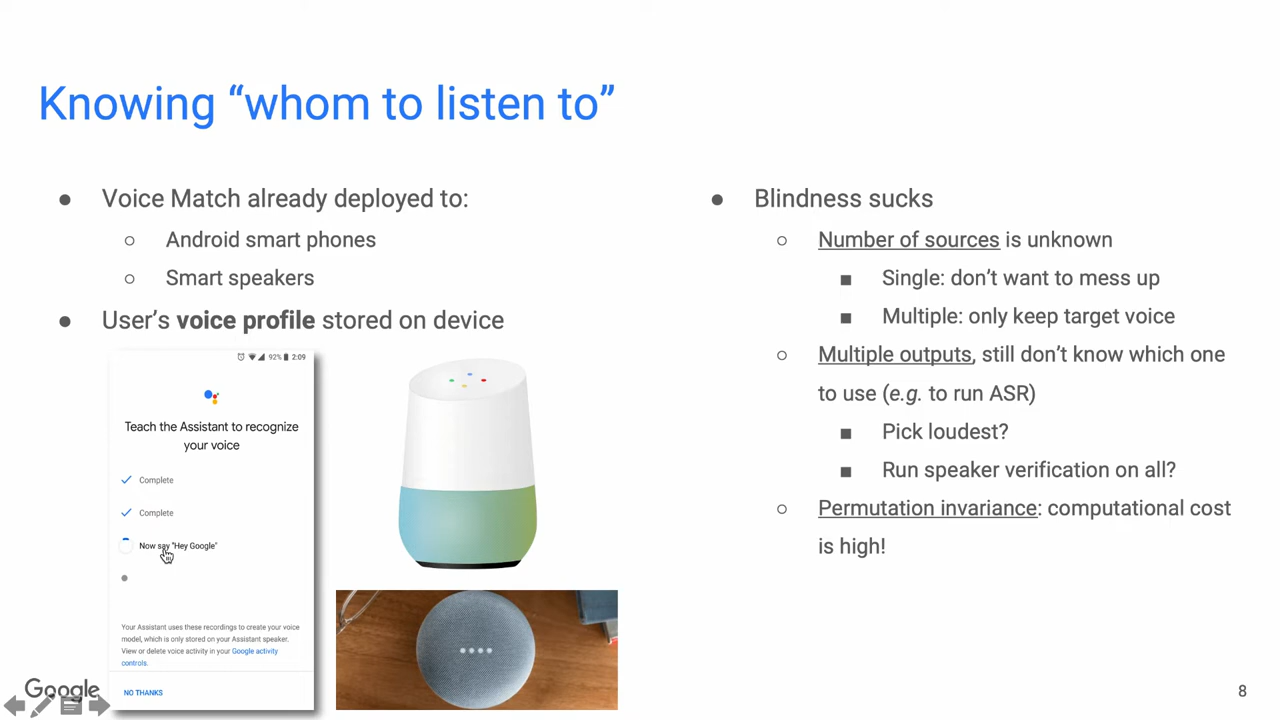 Knowing “whom to listen to”
● Voice Match already deployed to:
○ Android smart phones
○ Smart speakers
● User’s voice profile stored on device
92% 2:09
Teach the Assistant to recognize
your voice
Complete
Complete
Now say "Hey Google"
Your Assistant uses these recordings to create your voice
model, which is only stored on your Assistant speaker.
View or delete voice activity in your Google activity
controls.
NO THANKS
● Blindness sucks
○ Number of sources is unknown
■ Single: don’t want to mess up
■ Multiple: only keep target voice
○ Multiple outputs, still don’t know which one
to use (e.g. to run ASR)
■ Pick loudest?
■ Run speaker verification on all?
○ Permutation invariance: computational cost
is high!
Google
8